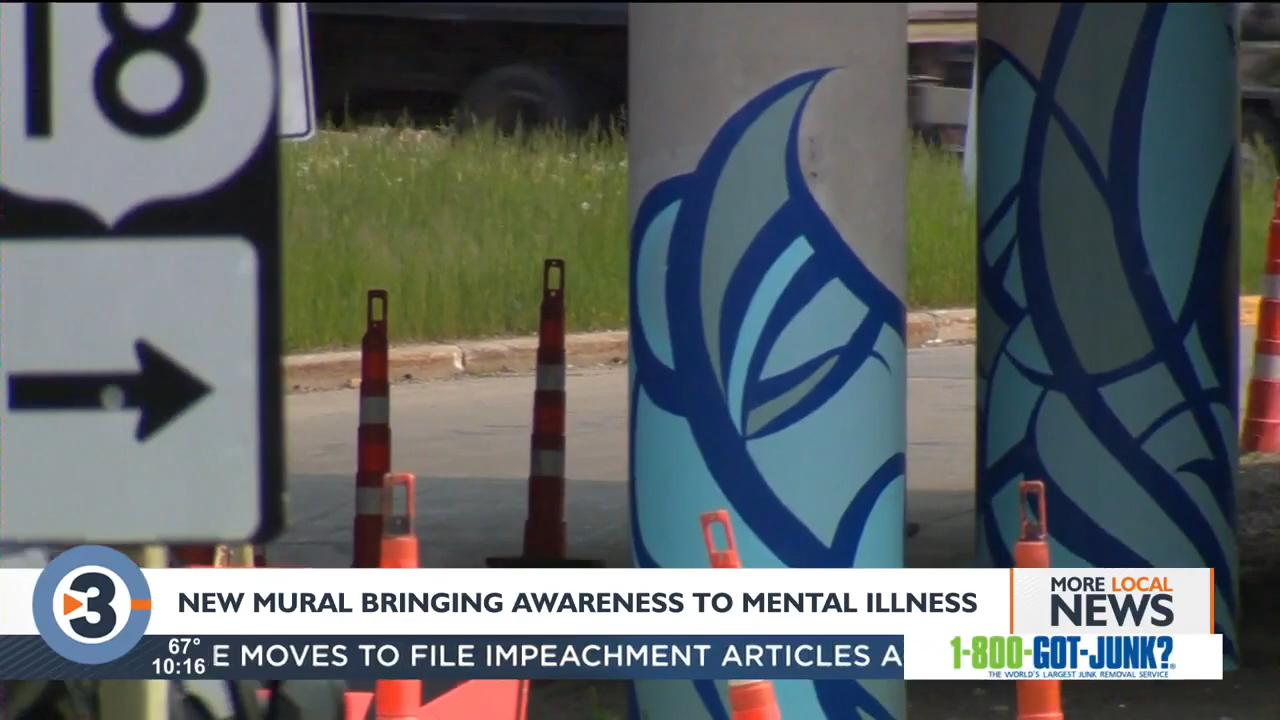 18
3
NEW MURAL BRINGING AWARENESS TO MENTAL ILLNESS
MORE LOCAL
NEWS
67°
10:16
E MOVES TO FILE IMPEACHMENT ARTICLES A
1-800-GOT-JUNK?
THE WORLD'S LARGEST JUNK REMOVAL SERVICE